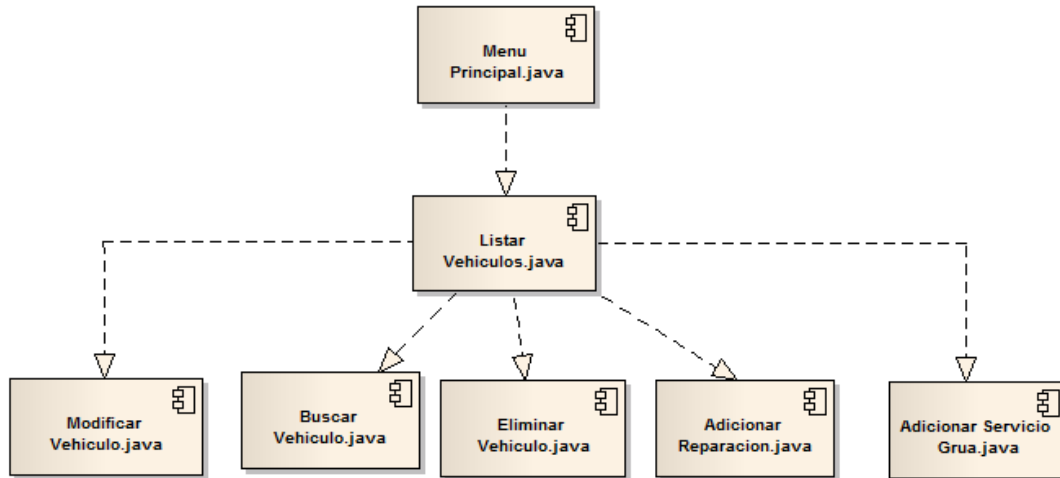 Menu
Principal.java
Listar
Vehiculos.java
Modificar
Vehiculo.java
Buscar
Vehiculo.java
Eliminar
Vehiculo.java
Adicionar
Reparacion.java
Adicionar Servicio
Grua.java